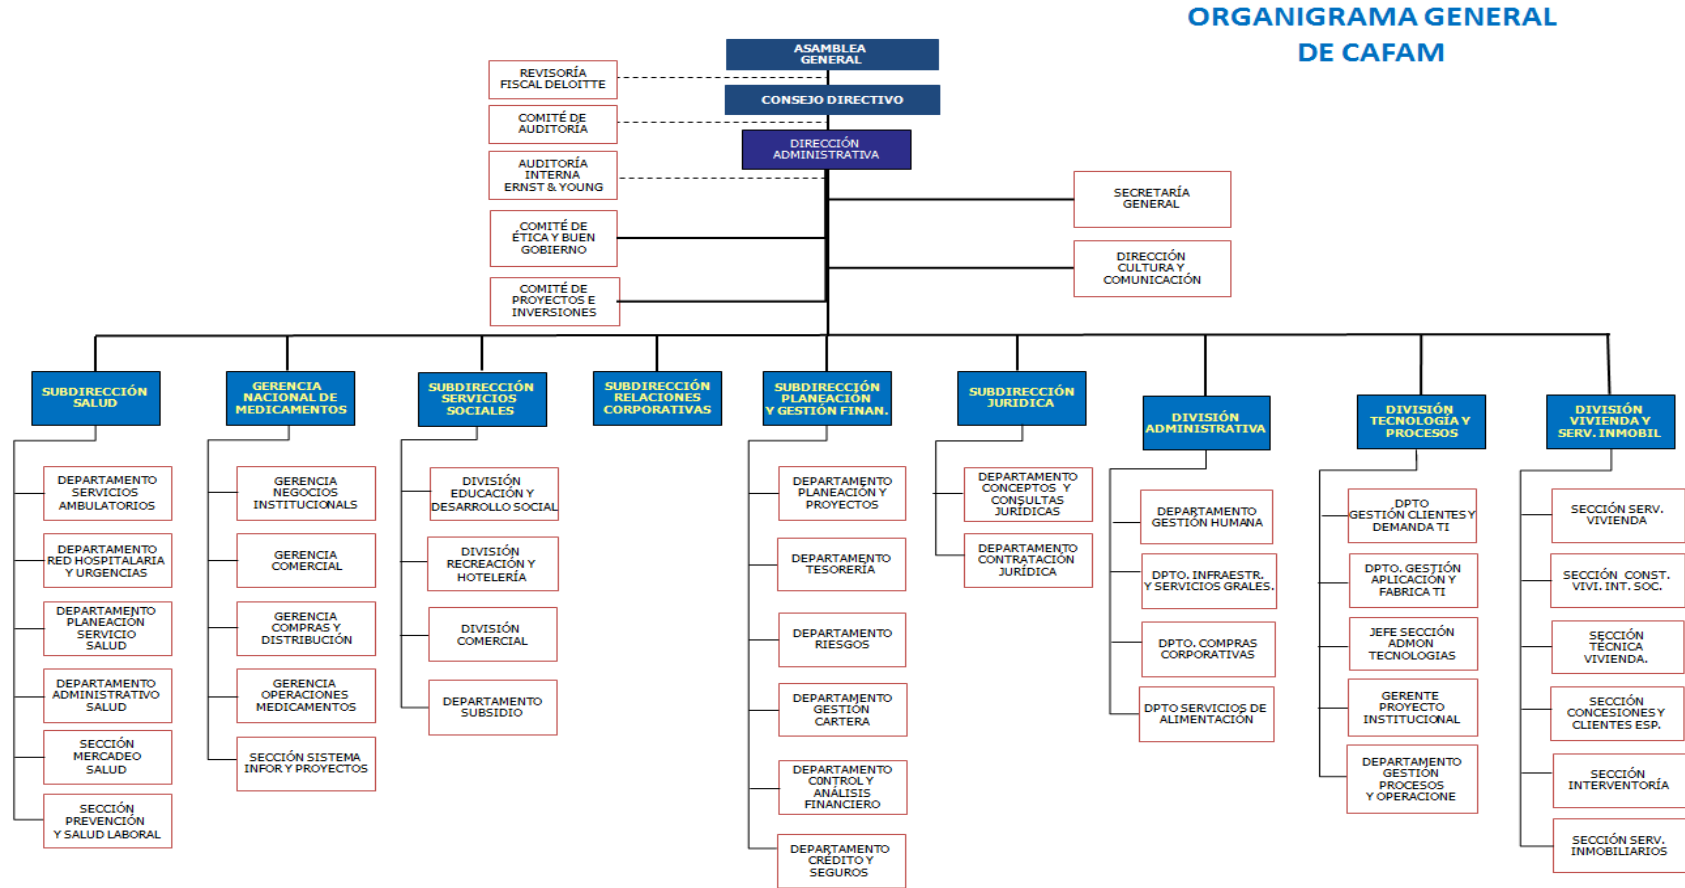 ORGANIGRAMA GENERAL
DE CAFAM
ASAMBLEA
GENERAL
REVISORÍA
FISCAL DELOITTE
CONSEJO DIRECTIVO
COMITÉ DE
AUDITORÍA
DIRECCIÓN
ADMINISTRATIVA
AUDITORÍA
INTERNA
ERNST & YOUNG
SECRETARÍA
GENERAL
COMITÉ DE
ÉTICA Y BUEN
GOBIERNO
DIRECCIÓN
CULTURA Y
COMUNICACIÓN
COMITÉ DE
PROYECTOS E
INVERSIONES
SUBDIRECCIÓN
SALUD
DEPARTAMENTO
SERVICIOS
AMBULATORIOS
DEPARTAMENTO
RED HOSPITALARIA
Y URGENCIAS
DEPARTAMENTO
PLANEACIÓN
SERVICIO
SALUD
DEPARTAMENTO
ADMINISTRATIVO
SALUD
SECCIÓN
MERCADEO
SALUD
SECCIÓN
PREVENCIÓN
Y SALUD LABORAL
GERENCIA
NACIONAL DE
MEDICAMENTOS
GERENCIA
NEGOCIOS
INSTITUCIONALS
GERENCIA
COMERCIAL
GERENCIA
COMPRAS Y
DISTRIBUCIÓN
GERENCIA
OPERACIONES
MEDICAMENTOS
SECCIÓN SISTEMA
INFOR Y PROYECTOS
SUBDIRECCIÓN
SERVICIOS
SOCIALES
DIVISIÓN
EDUCACIÓN Y
DESARROLLO SOCIAL
DIVISIÓN
RECREACIÓN Y
HOTELERÍA
DIVISIÓN
COMERCIAL
DEPARTAMENTO
SUBSIDIO
SUBDIRECCIÓN
RELACIONES
CORPORATIVAS
SUBDIRECCIÓN
PLANEACIÓN
Y GESTIÓN FINAN.
DEPARTAMENTO
PLANEACIÓN Y
PROYECTOS
DEPARTAMENTO
TESORERÍA
DEPARTAMENTO
RIESGOS
DEPARTAMENTO
GESTIÓN
CARTERA
DEPARTAMENTO
CONTROL Y
ANÁLISIS
FINANCIERO
DEPARTAMENTO
CRÉDITO Y
SEGUROS
SUBDIRECCIÓN
JURIDICA
DEPARTAMENTO
CONCEPTOS Y
CONSULTAS
JURÍDICAS
DEPARTAMENTO
CONTRATACIÓN
JURÍDICA
DIVISIÓN
ADMINISTRATIVA
DEPARTAMENTO
GESTIÓN HUMANA
DPTO. INFRAESTR.
Y SERVICIOS GRALES.
DPTO. COMPRAS
CORPORATIVAS
DPTO SERVICIOS DE
ALIMENTACIÓN
DIVISIÓN
TECNOLOGÍA Y
PROCESOS
DPTO
GESTIÓN CLIENTES Y
DEMANDA TI
DPTO. GESTIÓN
APLICACIÓN Y
FABRICA TI
JEFE SECCIÓN
ADMON
TECNOLOGIAS
GERENTE
PROYECTO
INSTITUCIONAL
DEPARTAMENTO
GESTIÓN
PROCESOS
Y OPERACIONE
DIVISIÓN
VIVIENDA Y
SERV. INMOBIL
SECCIÓN SERV.
VIVIENDA
SECCIÓN CONST.
VIVI. INT. SOC.
SECCIÓN
TÉCNICA
VIVIENDA.
SECCIÓN
CONCESIONES Y
CLIENTES ESP.
SECCIÓN
INTERVENTORÍA
SECCIÓN SERV.
INMOBILIARIOS